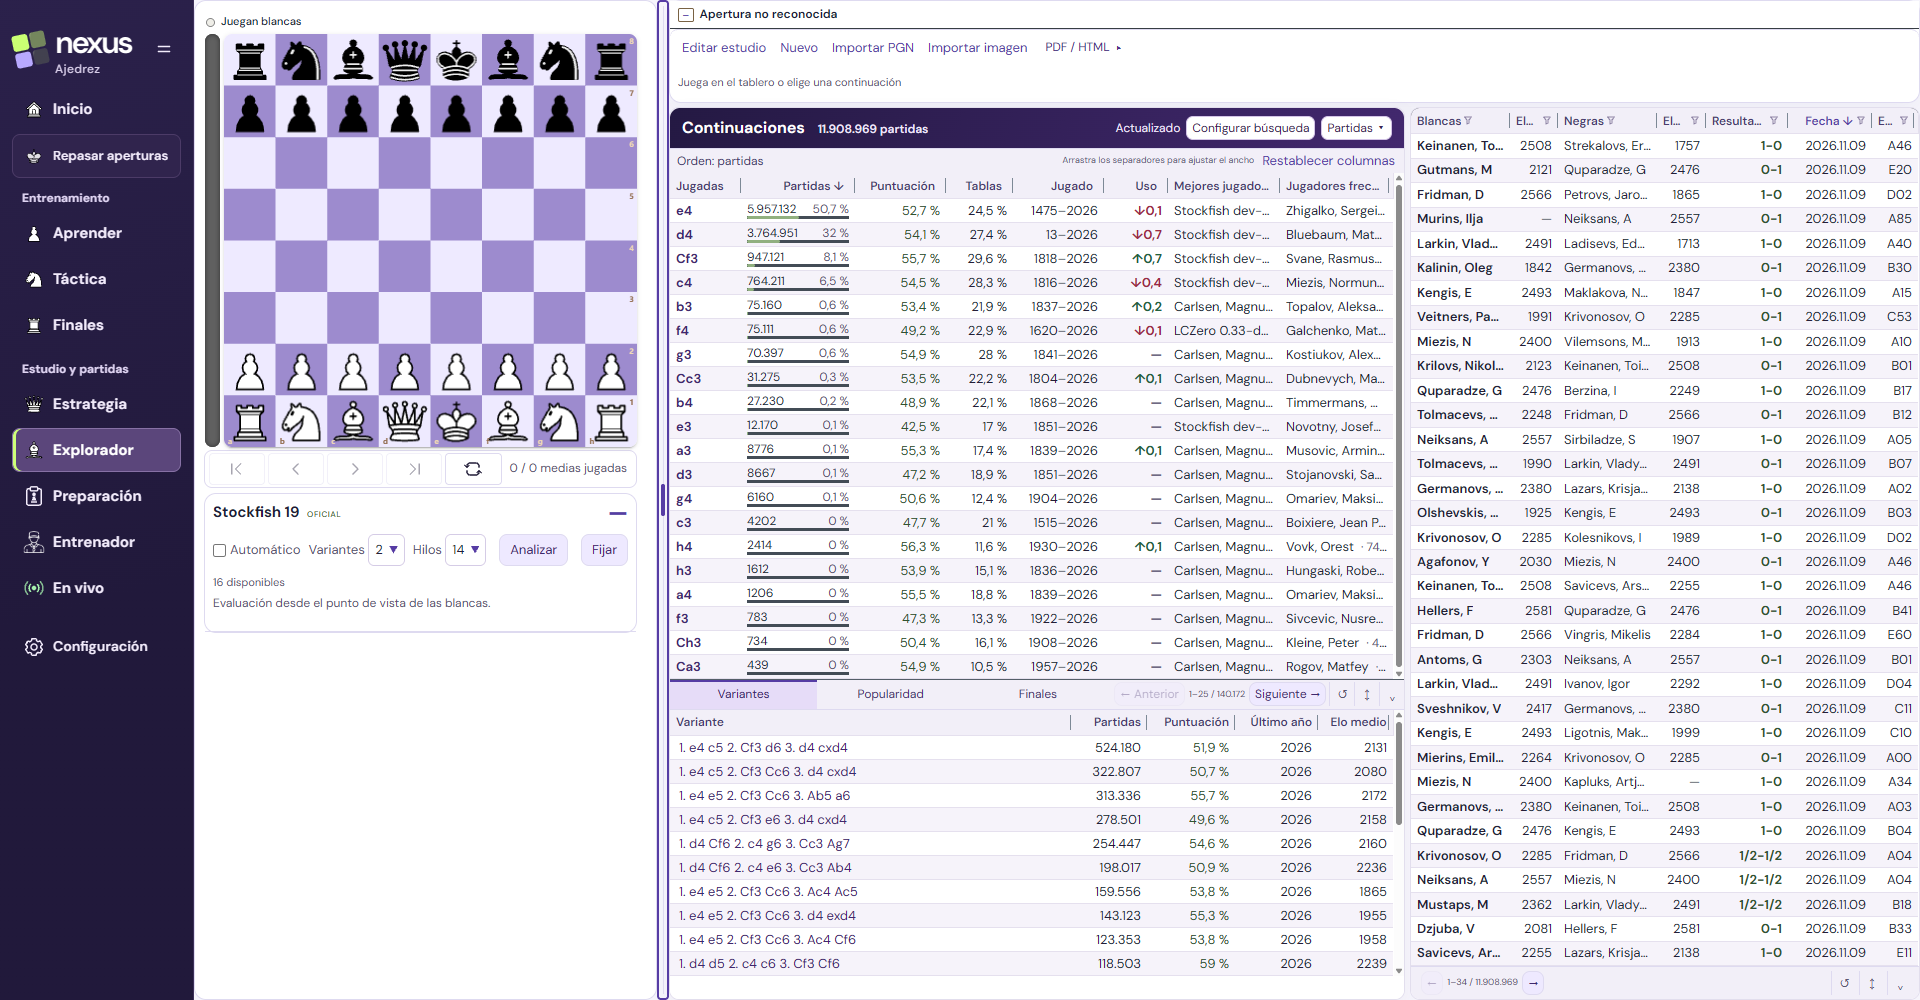 nexus
Ajedrez
Inicio
Repasar aperturas
Entrenamiento
Aprender
Táctica
Finales
Estudio y partidas
Estrategia
Explorador
Preparación
Entrenador
En vivo
Configuración
Juegan blancas
8
7
6
5
4
3
2
1
a b c d e f g h
0 / 0 medias jugadas
Stockfish 19 OFICIAL
Automático Variantes 2 Hilos 14 Analizar Fijar
16 disponibles
Evaluación desde el punto de vista de las blancas.
Apertura no reconocida
Editar estudio Nuevo Importar PGN Importar imagen PDF / HTML
Juega en el tablero o elige una continuación
Continuaciones 11.908.969 partidas Actualizado Configurar búsqueda Partidas
Orden: partidas Arrastra los separadores para ajustar el ancho Restablecer columnas
Jugadas Partidas ↓ Puntuación Tablas Jugado Uso Mejores jugado... Jugadores frec...
e4 5.957.132 50,7 % 52,7 % 24,5 % 1475–2026 ↓0,1 Stockfish dev-... Zhigalko, Sergei...
d4 3.764.951 32 % 54,1 % 27,4 % 13–2026 ↓0,7 Stockfish dev-... Bluebaum, Mat...
Cf3 947.121 8,1 % 55,7 % 29,6 % 1818–2026 ↑0,7 Stockfish dev-... Svane, Rasmus...
c4 764.211 6,5 % 54,5 % 28,3 % 1816–2026 ↓0,4 Stockfish dev-... Miezis, Normun...
b3 75.160 0,6 % 53,4 % 21,9 % 1837–2026 ↑0,2 Carlsen, Magnu... Topalov, Aleksa...
f4 75.111 0,6 % 49,2 % 22,9 % 1620–2026 ↓0,1 LCZero 0.33-d... Galchenko, Mat...
g3 70.397 0,6 % 54,9 % 28 % 1841–2026 — Carlsen, Magnu... Kostiukov, Alex...
Cc3 31.275 0,3 % 53,5 % 22,2 % 1804–2026 ↑0,1 Carlsen, Magnu... Dubnevych, Ma...
b4 27.230 0,2 % 48,9 % 22,1 % 1868–2026 — Carlsen, Magnu... Timmermans, ...
e3 12.170 0,1 % 42,5 % 17 % 1851–2026 — Stockfish dev-... Novotny, Josef...
a3 8776 0,1 % 55,3 % 17,4 % 1839–2026 ↑0,1 Carlsen, Magnu... Musovic, Armin...
d3 8667 0,1 % 47,2 % 18,9 % 1851–2026 — Carlsen, Magnu... Stojanovski, Sa...
g4 6160 0,1 % 50,6 % 12,4 % 1904–2026 — Carlsen, Magnu... Omariev, Maksi...
c3 4202 0 % 47,7 % 21 % 1515–2026 — Carlsen, Magnu... Boixiere, Jean P...
h4 2414 0 % 56,3 % 11,6 % 1930–2026 ↑0,1 Carlsen, Magnu... Vovk, Orest · 74...
h3 1612 0 % 53,9 % 15,1 % 1836–2026 — Carlsen, Magnu... Hungaski, Robe...
a4 1206 0 % 55,5 % 18,8 % 1839–2026 — Carlsen, Magnu... Omariev, Maksi...
f3 783 0 % 47,3 % 13,3 % 1922–2026 — Carlsen, Magnu... Sivcevic, Nusre...
Ch3 734 0 % 50,4 % 16,1 % 1908–2026 — Carlsen, Magnu... Kleine, Peter · 4...
Ca3 439 0 % 54,9 % 10,5 % 1957–2026 — Carlsen, Magnu... Rogov, Matfey ·...
Variantes Popularidad Finales ← Anterior 1–25 / 140.172 Siguiente →
Variante Partidas Puntuación Último año Elo medio
1. e4 c5 2. Cf3 d6 3. d4 cxd4 524.180 51,9 % 2026 2131
1. e4 c5 2. Cf3 Cc6 3. d4 cxd4 322.807 50,7 % 2026 2080
1. e4 e5 2. Cf3 Cc6 3. Ab5 a6 313.336 55,7 % 2026 2172
1. e4 c5 2. Cf3 e6 3. d4 cxd4 278.501 49,6 % 2026 2158
1. d4 Cf6 2. c4 g6 3. Cc3 Ag7 254.447 54,6 % 2026 2160
1. d4 Cf6 2. c4 e6 3. Cc3 Ab4 198.017 50,9 % 2026 2236
1. e4 e5 2. Cf3 Cc6 3. Ac4 Ac5 159.556 53,8 % 2026 1865
1. e4 e5 2. Cf3 Cc6 3. d4 exd4 143.123 55,3 % 2026 1955
1. e4 e5 2. Cf3 Cc6 3. Ac4 Cf6 123.353 53,8 % 2026 1958
1. d4 d5 2. c4 c6 3. Cf3 Cf6 118.503 59 % 2026 2239
Blancas El... Negras El... Resulta... Fecha ↓ E...
Keinanen, To... 2508 Strekalovs, Er... 1757 1-0 2026.11.09 A46
Gutmans, M 2121 Quparadze, G 2476 0-1 2026.11.09 E20
Fridman, D 2566 Petrovs, Jaro... 1865 1-0 2026.11.09 D02
Murins, Ilja — Neiksans, A 2557 0-1 2026.11.09 A85
Larkin, Vlad... 2491 Ladisevs, Ed... 1713 1-0 2026.11.09 A40
Kalinin, Oleg 1842 Germanovs, ... 2380 0-1 2026.11.09 B30
Kengis, E 2493 Maklakova, N... 1847 1-0 2026.11.09 A15
Veitners, Pa... 1991 Krivonosov, O 2285 0-1 2026.11.09 C53
Miezis, N 2400 Vilemsons, M... 1913 1-0 2026.11.09 A10
Krilovs, Nikol... 2123 Keinanen, Toi... 2508 0-1 2026.11.09 B01
Quparadze, G 2476 Berzina, I 2249 1-0 2026.11.09 B17
Tolmacevs, ... 2248 Fridman, D 2566 0-1 2026.11.09 B12
Neiksans, A 2557 Sirbiladze, S 1907 1-0 2026.11.09 A05
Tolmacevs, ... 1990 Larkin, Vlady... 2491 0-1 2026.11.09 B07
Germanovs, ... 2380 Lazars, Krisja... 2138 1-0 2026.11.09 A02
Olshevskis, ... 1925 Kengis, E 2493 0-1 2026.11.09 B03
Krivonosov, O 2285 Kolesnikovs, I 1989 1-0 2026.11.09 D02
Agafonov, Y 2030 Miezis, N 2400 0-1 2026.11.09 A46
Keinanen, To... 2508 Savicevs, Ars... 2255 1-0 2026.11.09 A46
Hellers, F 2581 Quparadze, G 2476 0-1 2026.11.09 B41
Fridman, D 2566 Vingris, Mikelis 2284 1-0 2026.11.09 E60
Antoms, G 2303 Neiksans, A 2557 0-1 2026.11.09 B01
Larkin, Vlad... 2491 Ivanov, Igor 2292 1-0 2026.11.09 D04
Sveshnikov, V 2417 Germanovs, ... 2380 0-1 2026.11.09 C11
Kengis, E 2493 Ligotnis, Mak... 1999 1-0 2026.11.09 C10
Mierins, Emil... 2264 Krivonosov, O 2285 0-1 2026.11.09 A00
Miezis, N 2400 Kapluks, Artj... — 1-0 2026.11.09 A34
Germanovs, ... 2380 Keinanen, Toi... 2508 1-0 2026.11.09 A03
Quparadze, G 2476 Kengis, E 2493 1-0 2026.11.09 B04
Krivonosov, O 2285 Fridman, D 2566 1/2-1/2 2026.11.09 A04
Neiksans, A 2557 Miezis, N 2400 1/2-1/2 2026.11.09 A04
Mustaps, M 2362 Larkin, Vlady... 2491 1/2-1/2 2026.11.09 B18
Dzjuba, V 2081 Hellers, F 2581 0-1 2026.11.09 B33
Savicevs, Ar... 2255 Lazars, Krisja... 2138 1-0 2026.11.09 E11
← 1–34 / 11.908.969 →